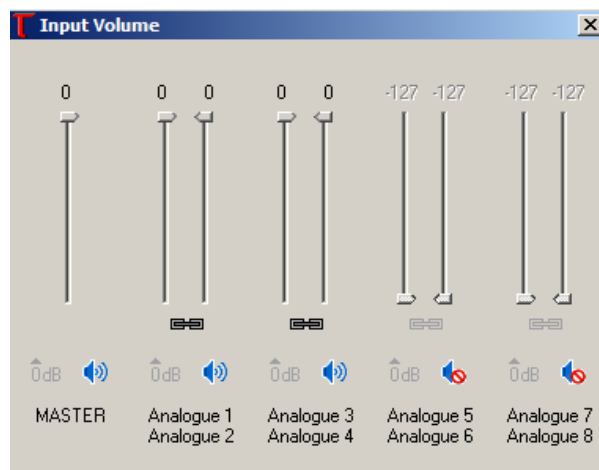 Input Volume
0 0 0 0 0 -127 -127 -127 -127
0dB 0dB 0dB 0dB 0dB
MASTER Analogue 1 Analogue 3 Analogue 5 Analogue 7
Analogue 2 Analogue 4 Analogue 6 Analogue 8